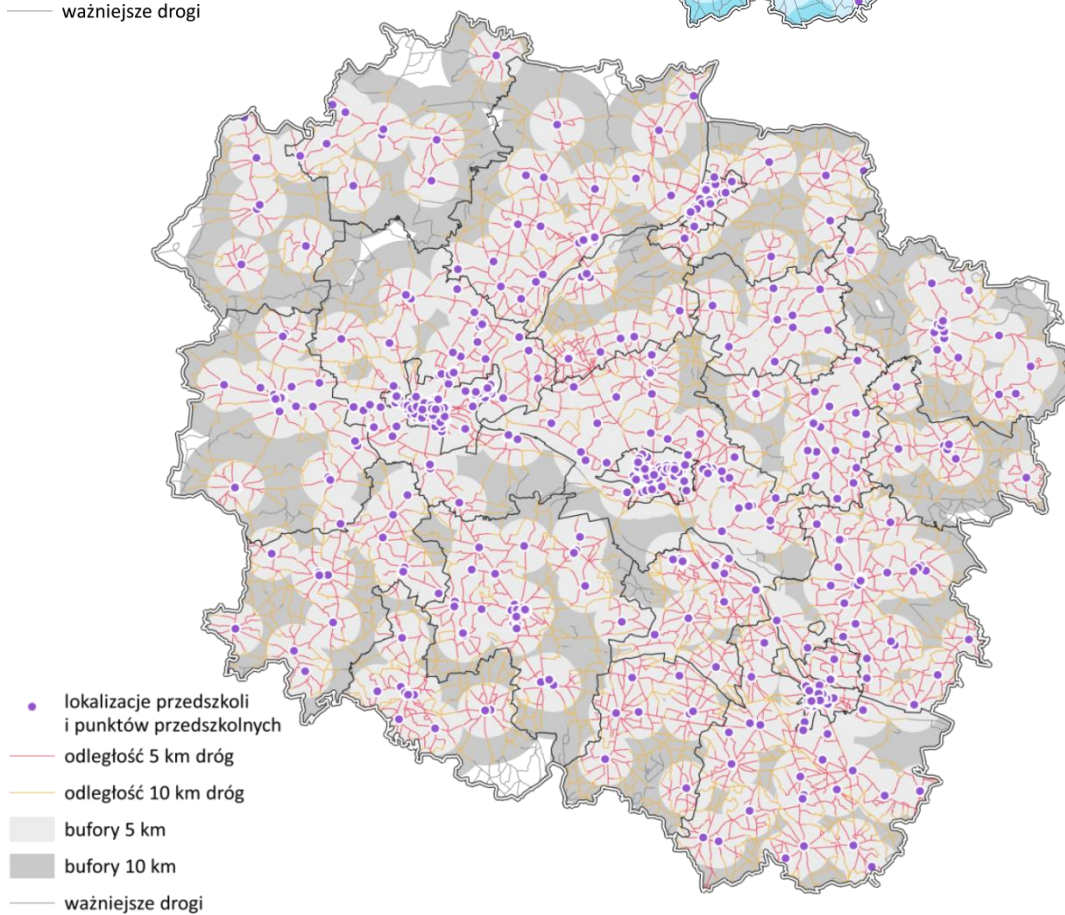 ważniejsze drogi
lokalizacje przedszkoli
i punktów przedszkolnych
odległość 5 km dróg
odległość 10 km dróg
bufory 5 km
bufory 10 km
ważniejsze drogi